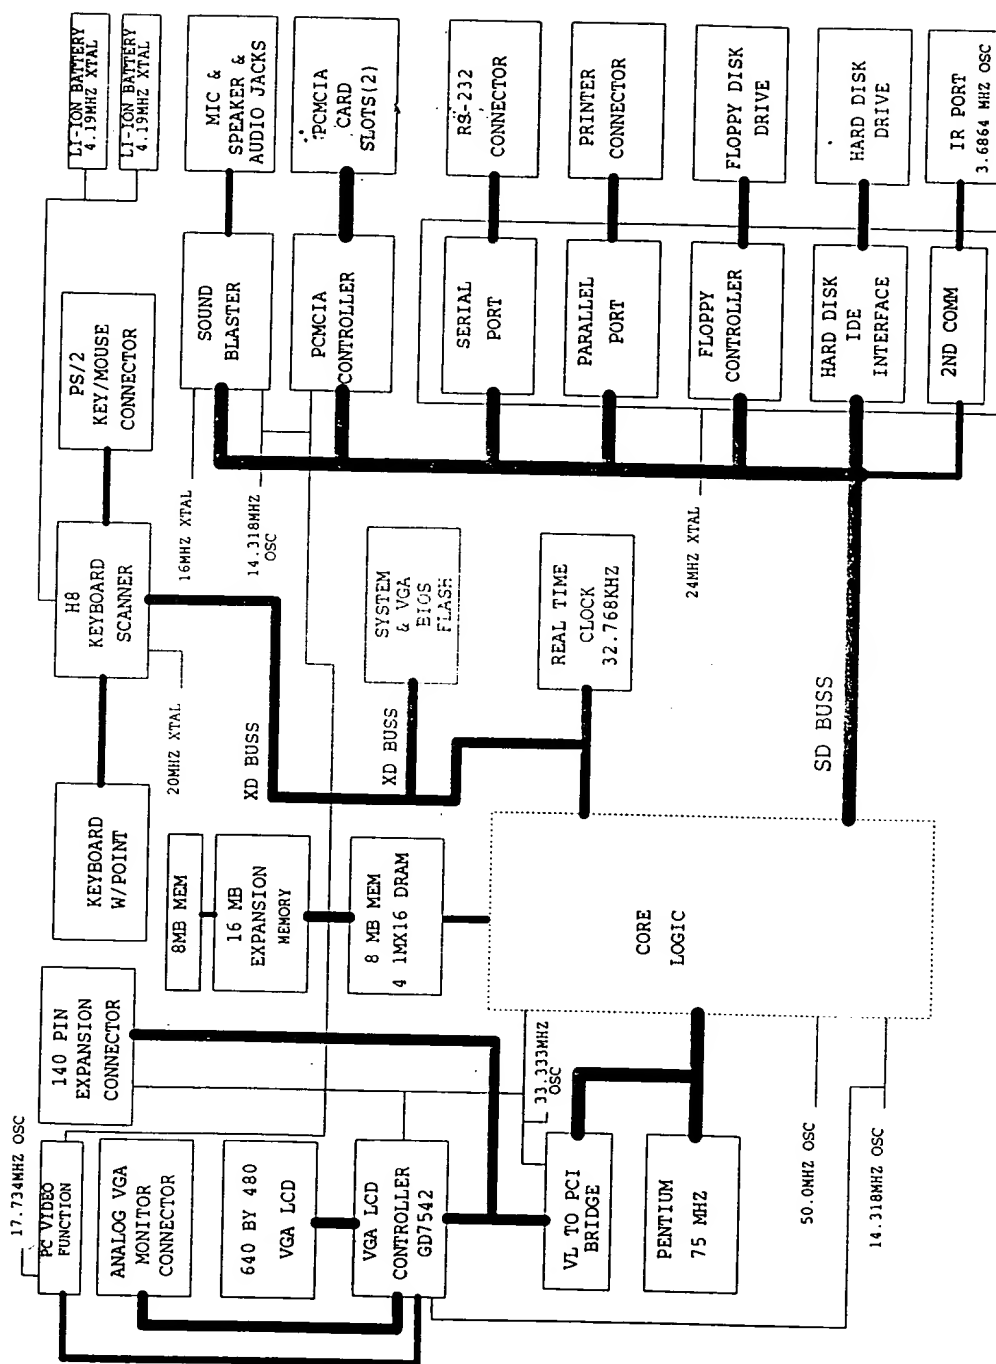 17.734MHZ OSC
PC VIDEO
FUNCTION
ANALOG VGA
MONITOR
CONNECTOR
640 BY 480
VGA LCD
VGA LCD
CONTROLLER
GD7542
140 PIN
EXPANSION
CONNECTOR
KEYBOARD
W/POINT
H8
KEYBOARD
SCANNER
20MHZ XTAL
PS/2
KEY/MOUSE
CONNECTOR
LI-ION BATTERY
4.19MHZ XTAL
LI-ION BATTERY
4.19MHZ XTAL
MIC &
SPEAKER &
AUDIO JACKS
SOUND
BLASTER
16MHZ XTAL
14.318MHZ
OSC
PCMCIA
CARD
SLOTS(2)
PCMCIA
CONTROLLER
8MB MEM
16 MB
EXPANSION
MEMORY
8 MB MEM
4 1MX16 DRAM
XD BUSS
XD BUSS
SYSTEM
& VGA
BIOS
FLASH
REAL TIME
CLOCK
32.768KHZ
RS-232
CONNECTOR
SERIAL
PORT
PRINTER
CONNECTOR
PARALLEL
PORT
FLOPPY DISK
DRIVE
FLOPPY
CONTROLLER
24MHZ XTAL
HARD DISK
DRIVE
HARD DISK
IDE
INTERFACE
IR PORT
3.6864 MHZ OSC
2ND COMM
SD BUSS
CORE
LOGIC
33.333MHZ
OSC
VL TO PCI
BRIDGE
PENTIUM
75 MHZ
50.0MHZ OSC
14.318MHZ OSC